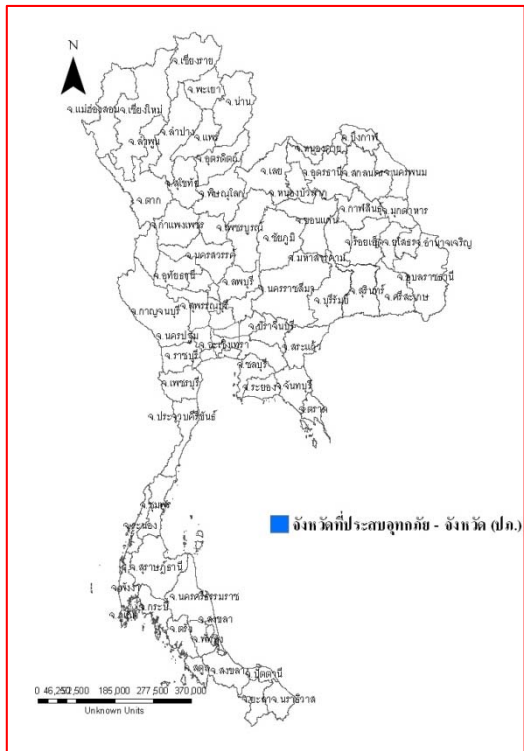 N
จ.เชียงราย
จ.พะเยา
จ.น่าน
จ.แม่ฮ่องสอน
จ.เชียงใหม่
จ.ลำปาง
จ.แพร่
จ.ลำพูน
จ.อุตรดิตถ์
จ.บึงกาฬ
จ.หนองคาย
จ.เลย
จ.อุดรธานี
จ.สกลนคร
จ.นครพนม
จ.สุโขทัย
จ.ตาก
จ.พิษณุโลก
จ.หนองบัวลำภู
จ.กำแพงเพชร
จ.เพชรบูรณ์
จ.ขอนแก่น
จ.กาฬสินธุ์
จ.มุกดาหาร
จ.ชัยภูมิ
จ.มหาสารคาม
จ.ร้อยเอ็ด
จ.ยโสธร
จ.อำนาจเจริญ
จ.นครสวรรค์
จ.อุทัยธานี
จ.ลพบุรี
จ.นครราชสีมา
จ.บุรีรัมย์
จ.สุรินทร์
จ.ศรีสะเกษ
จ.อุบลราชธานี
จ.กาญจนบุรี
จ.สุพรรณบุรี
จ.ปราจีนบุรี
จ.นครปฐม
จ.ฉะเชิงเทรา
จ.สระแก้ว
จ.ราชบุรี
จ.ชลบุรี
จ.เพชรบุรี
จ.ระยอง
จ.จันทบุรี
จ.ตราด
จ.ประจวบคีรีขันธ์
จ.ชุมพร
จ.ระนอง
จังหวัดที่ประสบอุทกภัย - จังหวัด (ปภ.)
จ.สุราษฎร์ธานี
จ.พังงา
จ.นครศรีธรรมราช
จ.กระบี่
จ.ภูเก็ต
จ.สงขลา
จ.ตรัง
จ.พัทลุง
จ.สตูล
จ.สงขลา
จ.ปัตตานี
จ.ยะลา
จ.นราธิวาส
0 46,250 92,500 185,000 277,500 370,000
Unknown Units